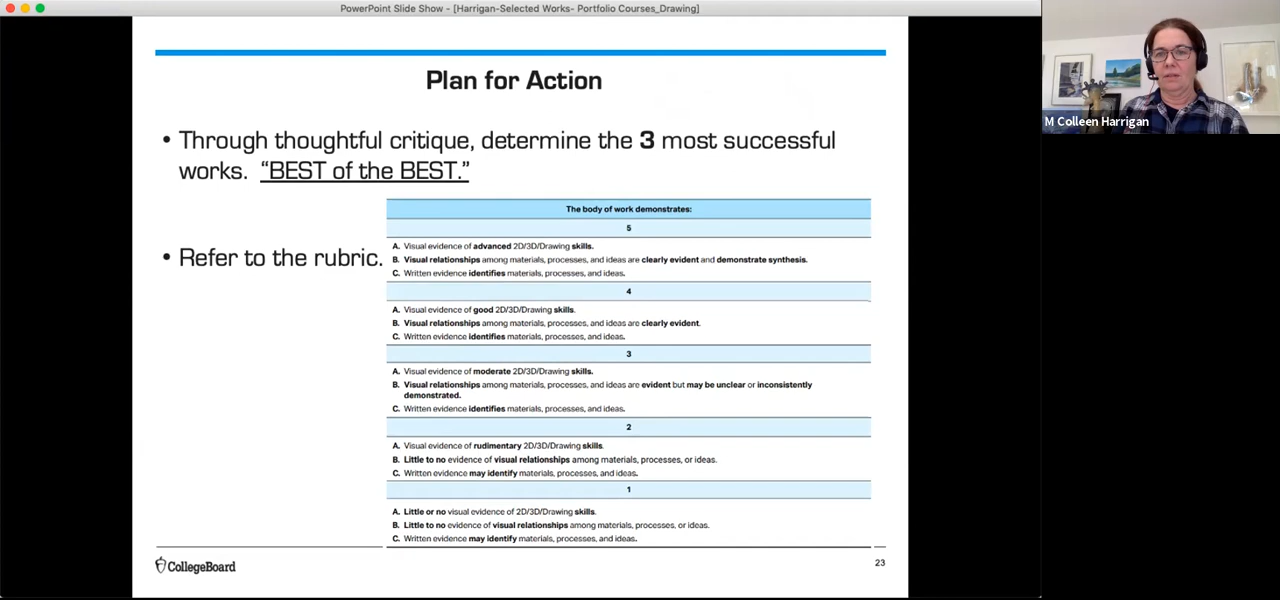 PowerPoint Slide Show - [Harrigan-Selected Works- Portfolio Courses_Drawing]
Plan for Action
• Through thoughtful critique, determine the 3 most successful
works. “BEST of the BEST.”
• Refer to the rubric.
The body of work demonstrates:
5
A. Visual evidence of advanced 2D/3D/Drawing skills.
B. Visual relationships among materials, processes, and ideas are clearly evident and demonstrate synthesis.
C. Written evidence identifies materials, processes, and ideas.
4
A. Visual evidence of good 2D/3D/Drawing skills.
B. Visual relationships among materials, processes, and ideas are clearly evident.
C. Written evidence identifies materials, processes, and ideas.
3
A. Visual evidence of moderate 2D/3D/Drawing skills.
B. Visual relationships among materials, processes, and ideas are evident but may be unclear or inconsistently
demonstrated.
C. Written evidence identifies materials, processes, and ideas.
2
A. Visual evidence of rudimentary 2D/3D/Drawing skills.
B. Little to no evidence of visual relationships among materials, processes, or ideas.
C. Written evidence may identify materials, processes, and ideas.
1
A. Little or no visual evidence of 2D/3D/Drawing skills.
B. Little to no evidence of visual relationships among materials, processes, or ideas.
C. Written evidence may identify materials, processes, and ideas.
CollegeBoard
23
M Colleen Harrigan